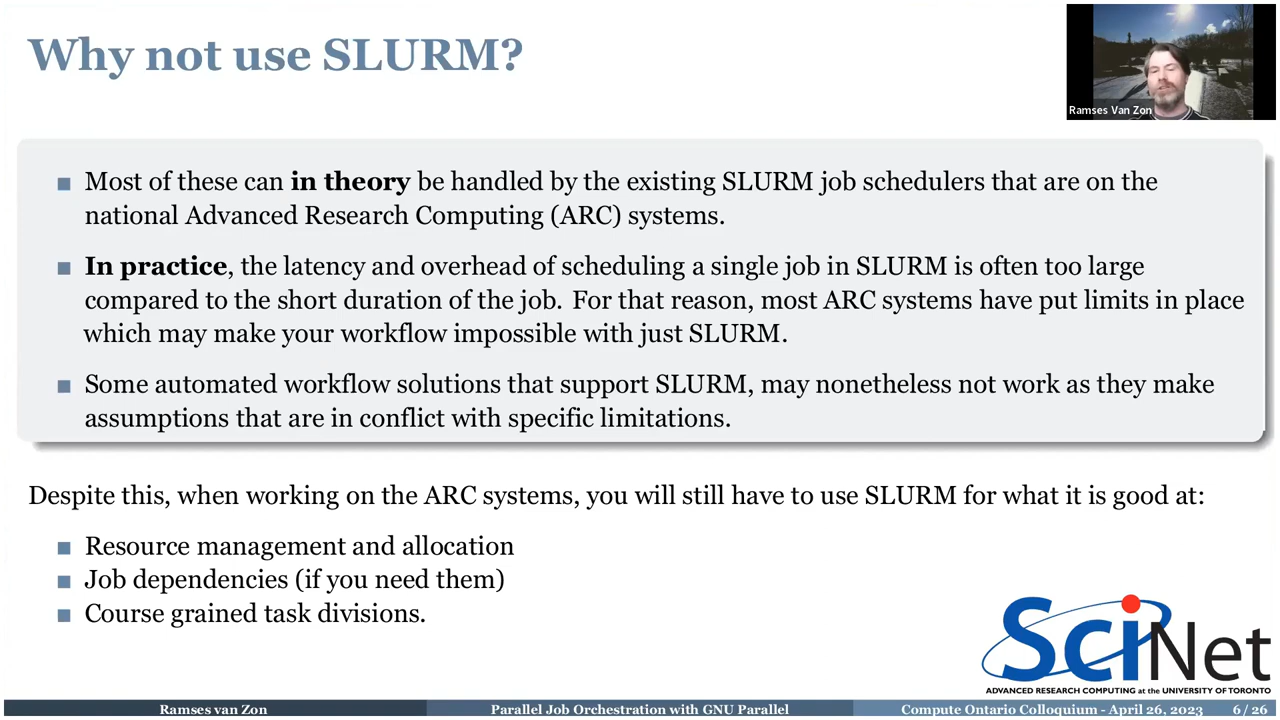 Why not use SLURM?
Ramses Van Zon
Most of these can in theory be handled by the existing SLURM job schedulers that are on the
national Advanced Research Computing (ARC) systems.
In practice, the latency and overhead of scheduling a single job in SLURM is often too large
compared to the short duration of the job. For that reason, most ARC systems have put limits in place
which may make your workflow impossible with just SLURM.
Some automated workflow solutions that support SLURM, may nonetheless not work as they make
assumptions that are in conflict with specific limitations.
Despite this, when working on the ARC systems, you will still have to use SLURM for what it is good at:
Resource management and allocation
Job dependencies (if you need them)
Course grained task divisions.
SciNet
ADVANCED RESEARCH COMPUTING at the UNIVERSITY OF TORONTO
Ramses van Zon Parallel Job Orchestration with GNU Parallel Compute Ontario Colloquium - April 26, 2023 6 / 26